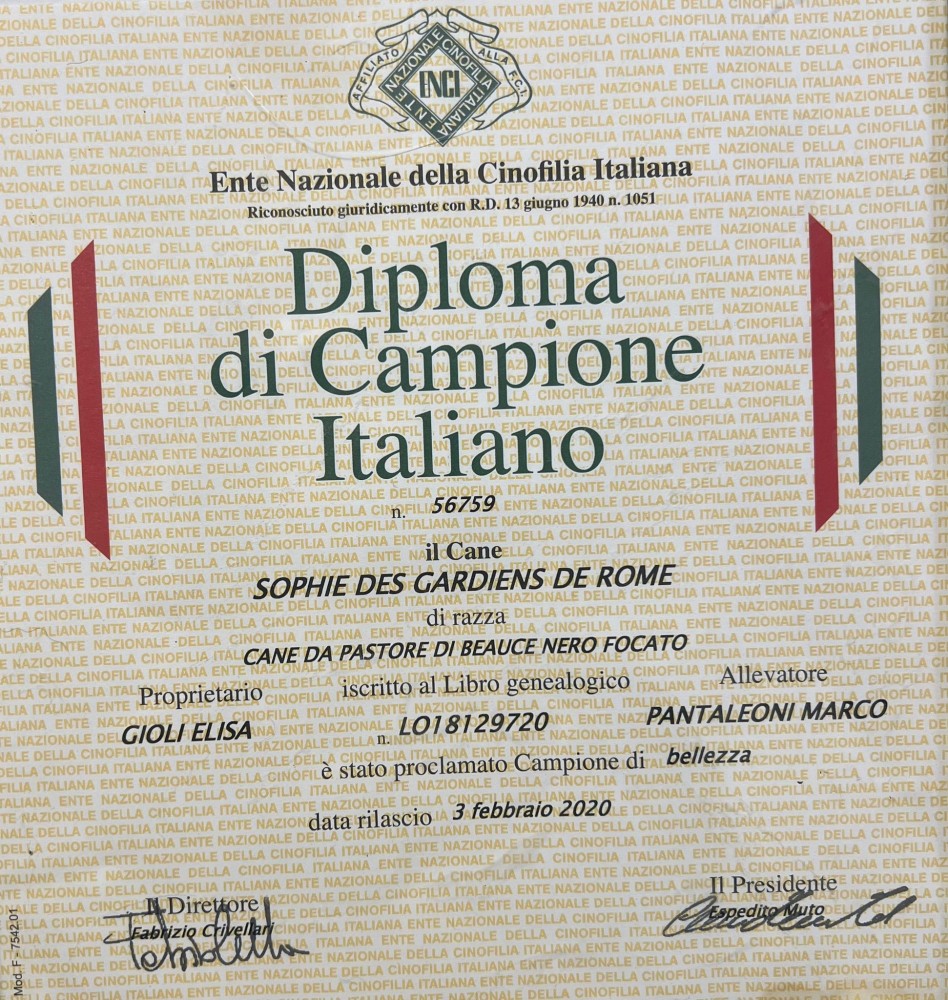 AFFILIATO ALLA F.C.I.
ENTE NAZIONALE CINOFILIA ITALIANA
ENCI
Ente Nazionale della Cinofilia Italiana
Riconosciuto giuridicamente con R.D. 13 giugno 1940 n. 1051
Diploma
di Campione
Italiano
n. 56759
il Cane
SOPHIE DES GARDIENS DE ROME
di razza
CANE DA PASTORE DI BEAUCE NERO FOCATO
Proprietario iscritto al Libro genealogico Allevatore
GIOLI ELISA n. LO18129720 PANTALEONI MARCO
è stato proclamato Campione di bellezza
data rilascio 3 febbraio 2020
Il Direttore Il Presidente
Fabrizio Crivellari Espedito Muto
Mod. F - 7542.01